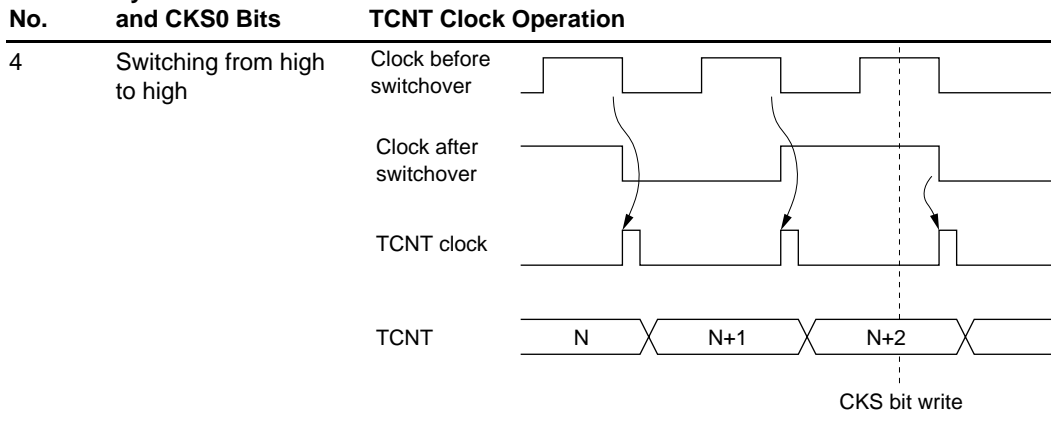 No. and CKS0 Bits TCNT Clock Operation
4 Switching from high to high
Clock before
switchover
Clock after
switchover
TCNT clock
TCNT N N+1 N+2
CKS bit write